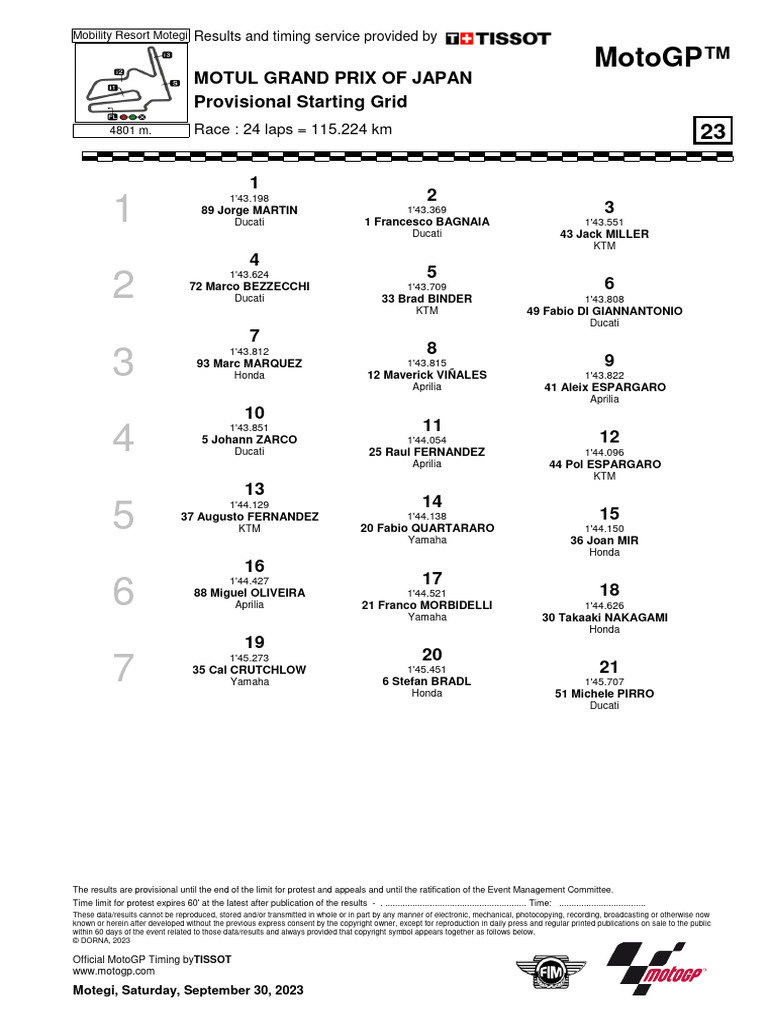 Mobility Resort Motegi
Results and timing service provided by TISSOT
MotoGP™
MOTUL GRAND PRIX OF JAPAN
Provisional Starting Grid
4801 m.
Race : 24 laps = 115.224 km
23
1
1
1'43.198
89 Jorge MARTIN
Ducati
2
1'43.369
1 Francesco BAGNAIA
Ducati
3
1'43.551
43 Jack MILLER
KTM
2
4
1'43.624
72 Marco BEZZECCHI
Ducati
5
1'43.709
33 Brad BINDER
KTM
6
1'43.808
49 Fabio DI GIANNANTONIO
Ducati
3
7
1'43.812
93 Marc MARQUEZ
Honda
8
1'43.815
12 Maverick VIÑALES
Aprilia
9
1'43.822
41 Aleix ESPARGARO
Aprilia
4
10
1'43.851
5 Johann ZARCO
Ducati
11
1'44.054
25 Raul FERNANDEZ
Aprilia
12
1'44.096
44 Pol ESPARGARO
KTM
5
13
1'44.129
37 Augusto FERNANDEZ
KTM
14
1'44.138
20 Fabio QUARTARARO
Yamaha
15
1'44.150
36 Joan MIR
Honda
6
16
1'44.427
88 Miguel OLIVEIRA
Aprilia
17
1'44.521
21 Franco MORBIDELLI
Yamaha
18
1'44.626
30 Takaaki NAKAGAMI
Honda
7
19
1'45.273
35 Cal CRUTCHLOW
Yamaha
20
1'45.451
6 Stefan BRADL
Honda
21
1'45.707
51 Michele PIRRO
Ducati
The results are provisional until the end of the limit for protest and appeals and until the ratification of the Event Management Committee.
Time limit for protest expires 60' at the latest after publication of the results - . ......................................................... Time: ...................................
These data/results cannot be reproduced, stored and/or transmitted in whole or in part by any manner of electronic, mechanical, photocopying, recording, broadcasting or otherwise now
known or herein after developed without the previous express consent by the copyright owner, except for reproduction in daily press and regular printed publications on sale to the public
within 60 days of the event related to those data/results and always provided that copyright symbol appears together as follows below.
© DORNA, 2023
Official MotoGP Timing byTISSOT
www.motogp.com
Motegi, Saturday, September 30, 2023
FIM
MotoGP